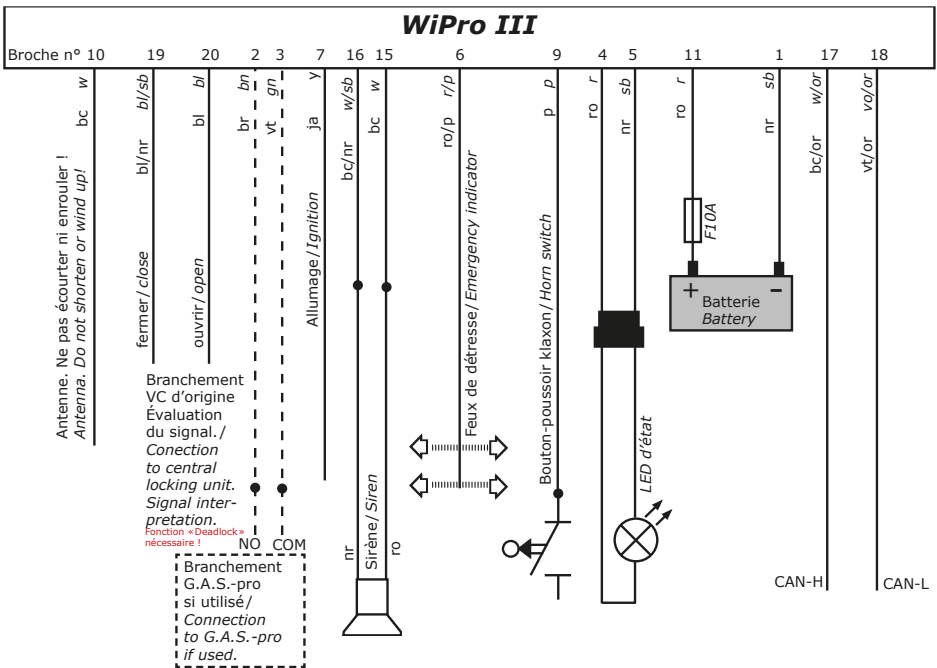 WiPro III
Broche n° 10 19 20 2 3 7 16 15 6 9 4 5 11 1 17 18
bc w
bl/nr bl/sb
bl bl
br bn
vt gn
ja y
bc/nr w/sb
bc w
ro/p r/p
p p
ro r
nr sb
ro r
nr sb
bc/or w/or
vt/or vo/or
Antenne. Ne pas écourter ni enrouler !
Antenna. Do not shorten or wind up!
fermer/close
ouvrir/open
Allumage/Ignition
Feux de détresse/Emergency indicator
Bouton-poussoir klaxon/Horn switch
F10A
+ −
Batterie
Battery
Branchement
VC d’origine
Évaluation
du signal./
Conection
to central
locking unit.
Signal inter-
pretation.
Fonction «Deadlock»
nécessaire !
NO COM
Branchement
G.A.S.-pro
si utilisé/
Connection
to G.A.S.-pro
if used.
nr
Sirène/Siren
ro
LED d’état
CAN-H
CAN-L